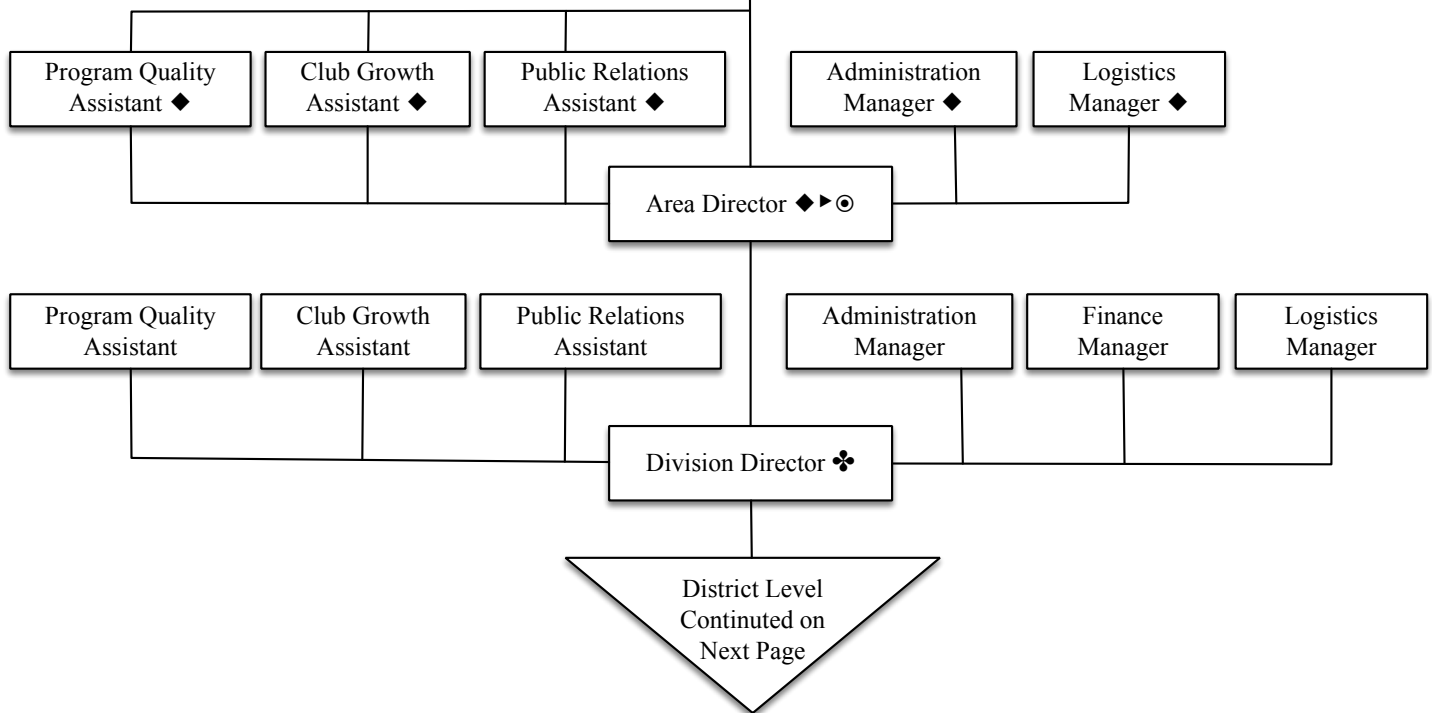 Program Quality
Assistant ◆
Club Growth
Assistant ◆
Public Relations
Assistant ◆
Administration
Manager ◆
Logistics
Manager ◆
Area Director ◆▶◉
Program Quality
Assistant
Club Growth
Assistant
Public Relations
Assistant
Administration
Manager
Finance
Manager
Logistics
Manager
Division Director ✤
District Level
Continuted on
Next Page